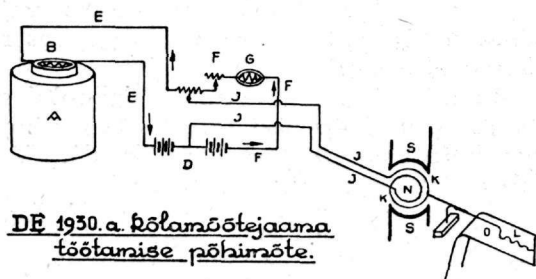 E
B
F
G
A
E
J
F
J
D
F
S
J
J
K
N
K
S
O
L
DE 1930.a. kõlamõõtejaama
töötamise põhimõte.